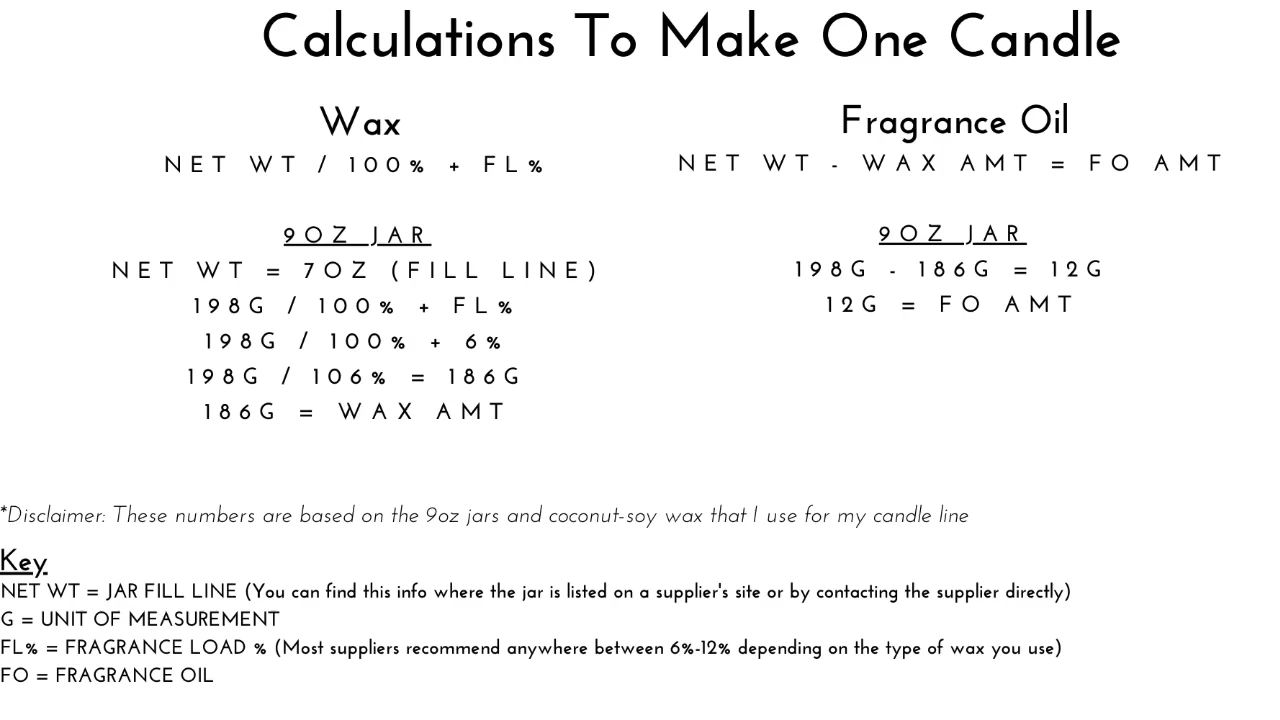 Calculations To Make One Candle
Wax
NET WT / 100% + FL%
9OZ JAR
NET WT = 7OZ (FILL LINE)
198G / 100% + FL%
198G / 100% + 6%
198G / 106% = 186G
186G = WAX AMT
Fragrance Oil
NET WT - WAX AMT = FO AMT
9OZ JAR
198G - 186G = 12G
12G = FO AMT
*Disclaimer: These numbers are based on the 9oz jars and coconut-soy wax that I use for my candle line
Key
NET WT = JAR FILL LINE (You can find this info where the jar is listed on a supplier's site or by contacting the supplier directly)
G = UNIT OF MEASUREMENT
FL% = FRAGRANCE LOAD % (Most suppliers recommend anywhere between 6%-12% depending on the type of wax you use)
FO = FRAGRANCE OIL